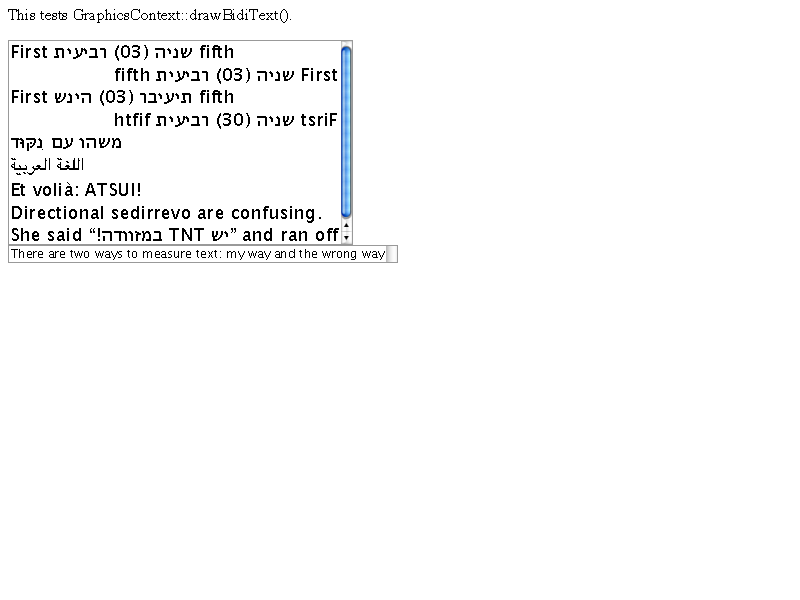 This tests GraphicsContext::drawBidiText().
First שניה (03) רביעית fifth
First שניה (03) רביעית fifth
First תיעיבר (03) הינש fifth
htfif רביעית (30) שניה tsriF
משהו עם נִקּוּד
اللغة العربية
Et volià: ATSUI!
Directional sedirrevo are confusing.
She said “יש TNT במזוודה!” and ran off
There are two ways to measure text: my way and the wrong way